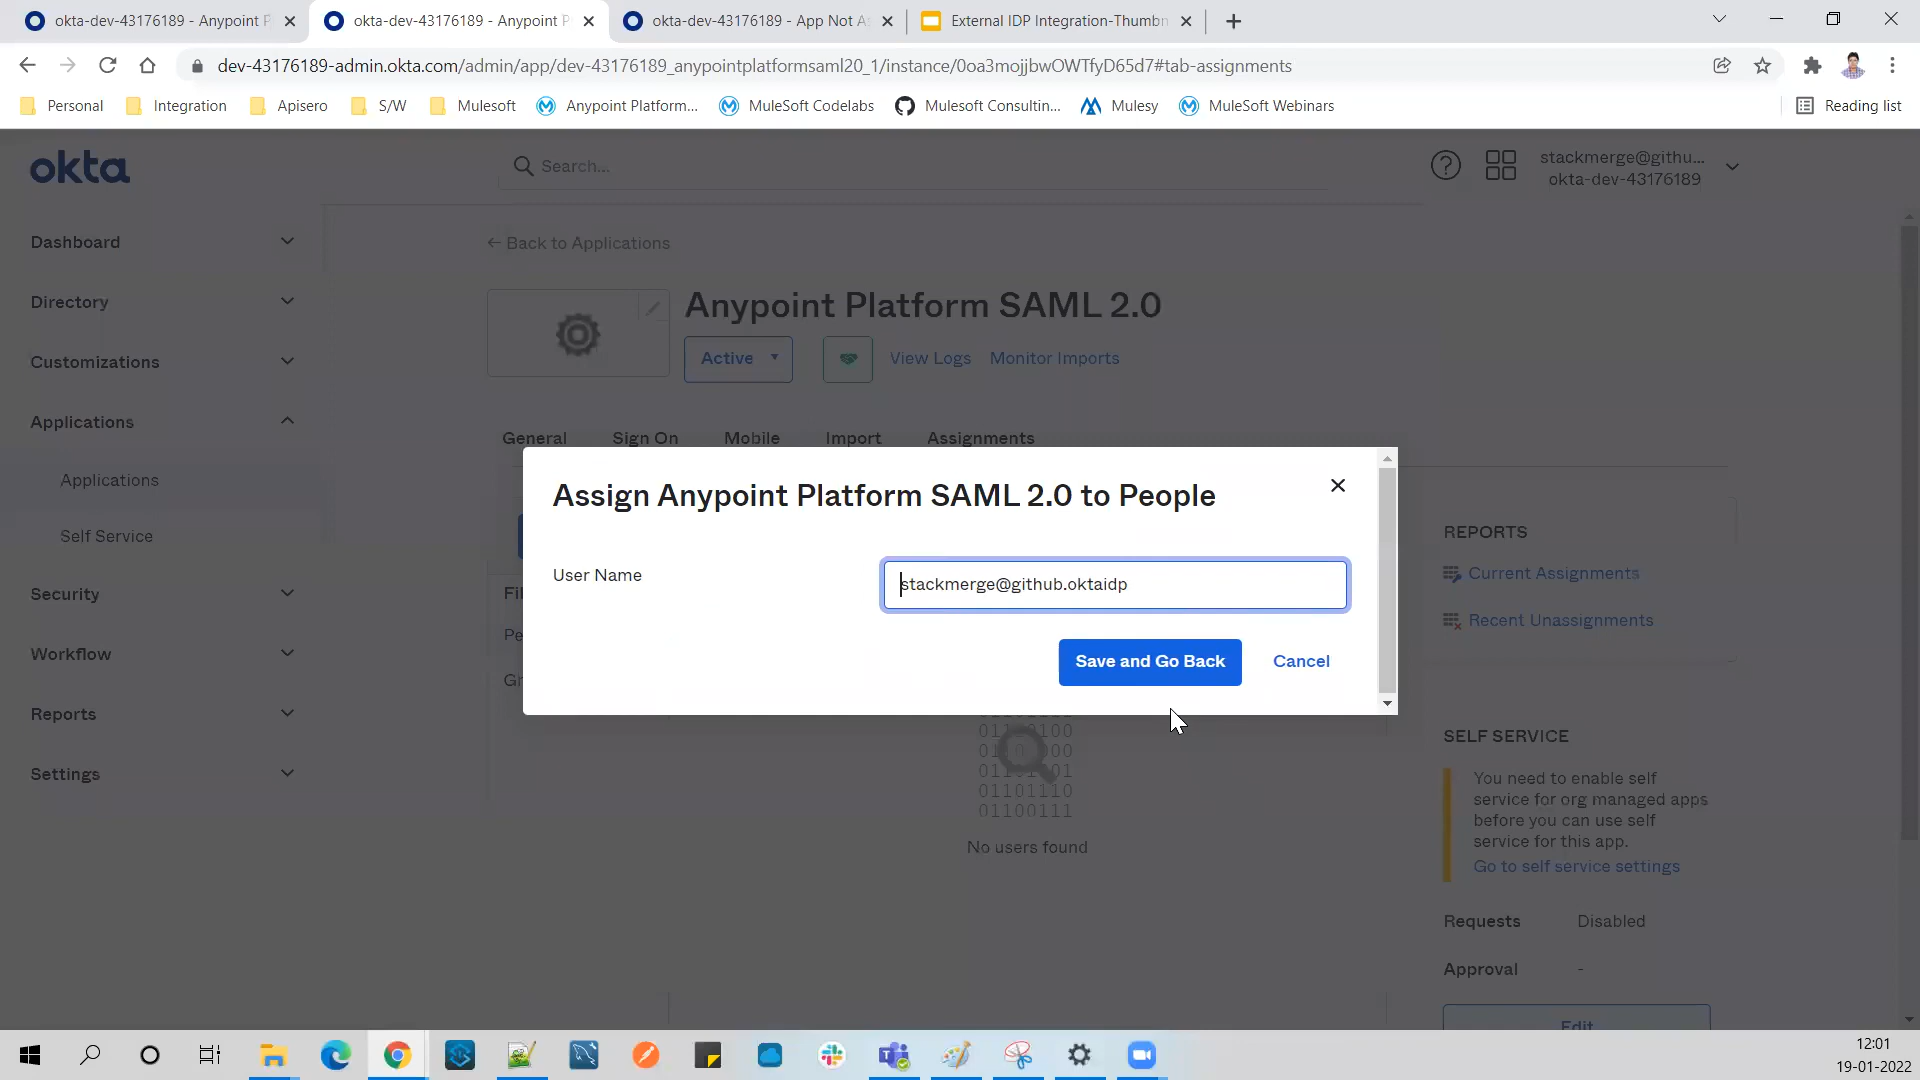 okta-dev-43176189 - Anypoint P
okta-dev-43176189 - Anypoint P
okta-dev-43176189 - App Not A
External IDP Integration-Thumbn
dev-43176189-admin.okta.com/admin/app/dev-43176189_anypointplatformsaml20_1/instance/0oa3mojjbwOWTfyD65d7#tab-assignments
Personal
Integration
Apisero
S/W
Mulesoft
Anypoint Platform...
MuleSoft Codelabs
Mulesoft Consultin...
Mulesy
MuleSoft Webinars
Reading list
okta
Search...
stackmerge@githu...
okta-dev-43176189
Dashboard
Directory
Customizations
Applications
Applications
Self Service
Security
Workflow
Reports
Settings
← Back to Applications
Anypoint Platform SAML 2.0
Active
View Logs
Monitor Imports
General
Sign On
Mobile
Import
Assignments
Fi
Pe
Gr
Assign Anypoint Platform SAML 2.0 to People
User Name
stackmerge@github.oktaidp
Save and Go Back
Cancel
01101110
01100111
No users found
REPORTS
Current Assignments
Recent Unassignments
SELF SERVICE
You need to enable self
service for org managed apps
before you can use self
service for this app.
Go to self service settings
Requests
Disabled
Approval
-
Edit
12:01
19-01-2022